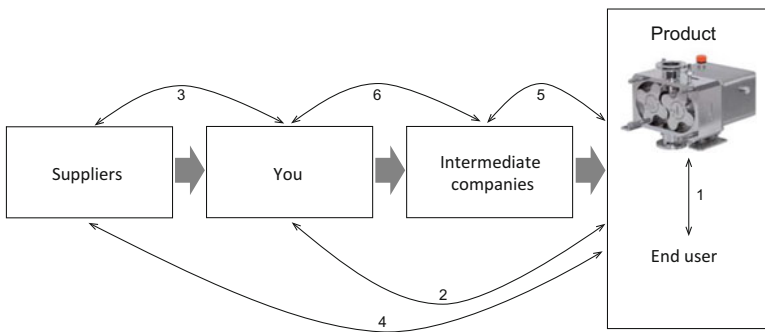 Product
3
6
5
Suppliers
You
Intermediate
companies
1
End user
2
4